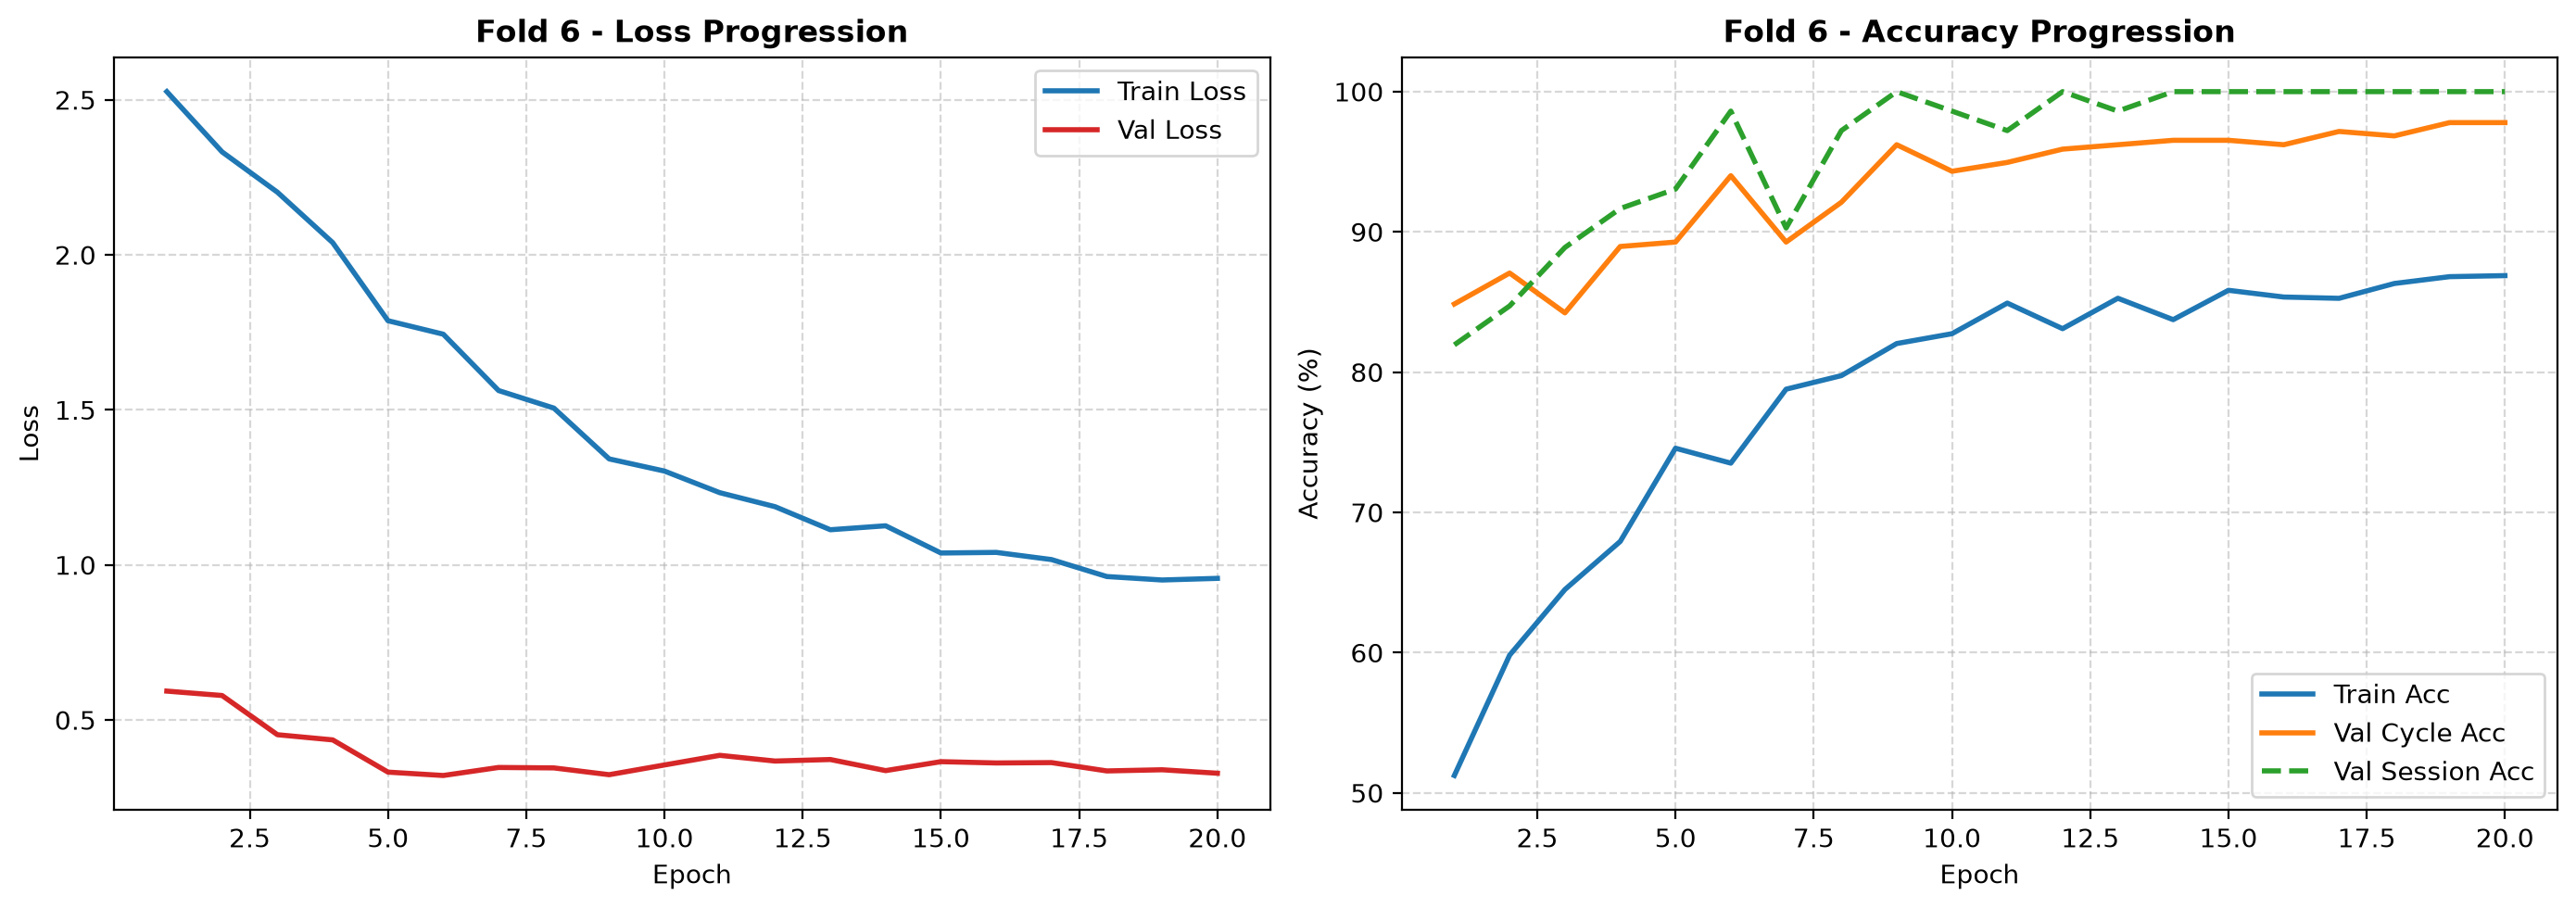 Fold 6 - Loss Progression
Train Loss
Val Loss
2.5
2.0
1.5
1.0
0.5
Loss
2.5 5.0 7.5 10.0 12.5 15.0 17.5 20.0
Epoch
Fold 6 - Accuracy Progression
100
90
80
70
60
50
Accuracy (%)
Train Acc
Val Cycle Acc
Val Session Acc
2.5 5.0 7.5 10.0 12.5 15.0 17.5 20.0
Epoch